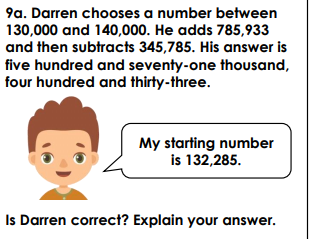 9a. Darren chooses a number between
130,000 and 140,000. He adds 785,933
and then subtracts 345,785. His answer is
five hundred and seventy-one thousand,
four hundred and thirty-three.
My starting number
is 132,285.
Is Darren correct? Explain your answer.